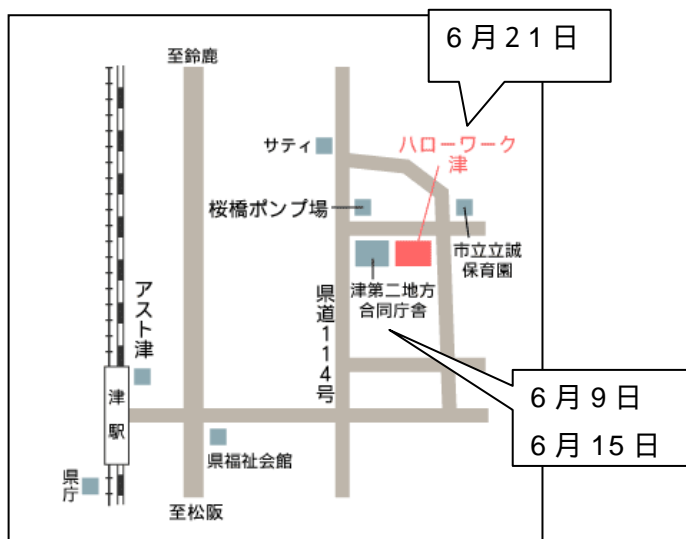 6月21日
至鈴鹿
サティ
ハローワーク
津
桜橋ポンプ場
市立立誠
保育園
津第二地方
合同庁舎
アスト津
県道114号
津駅
6月9日
6月15日
県福祉会館
県庁
至松阪